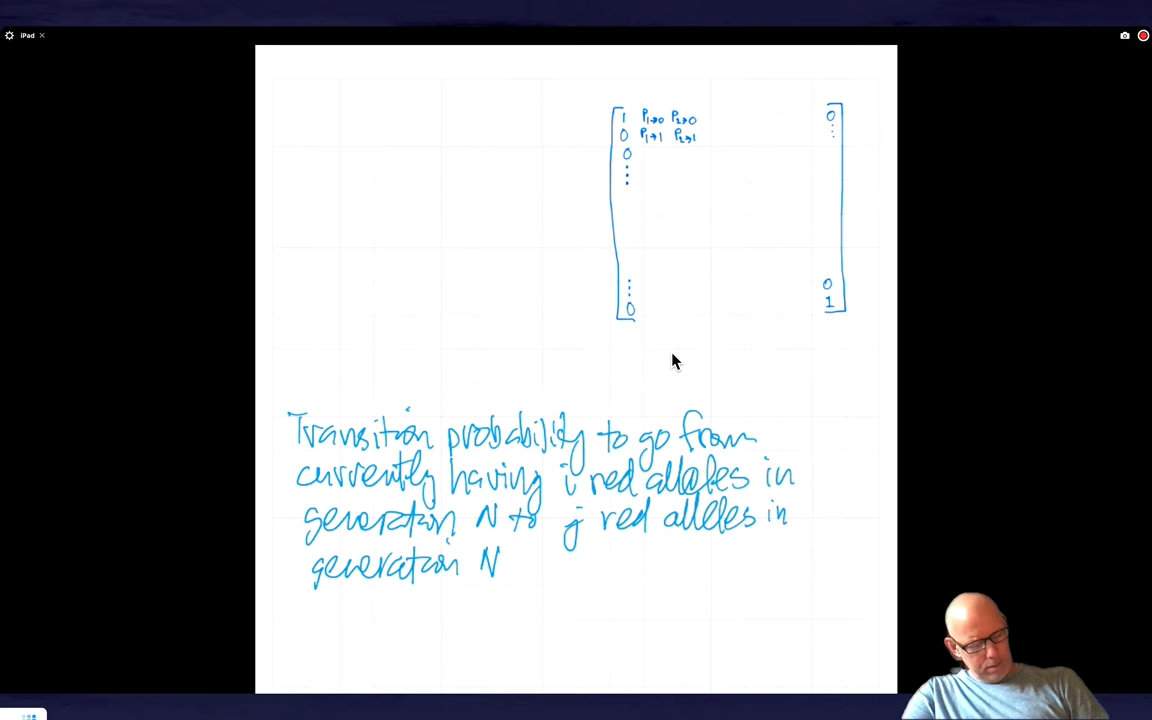 iPad
1 P1→0 P2→0 0
0 P1→1 P2→1 ⋮
0
⋮
⋮ 0
0 1
Transition probability to go from
currently having i red alleles in
generation N to j red alleles in
generation N